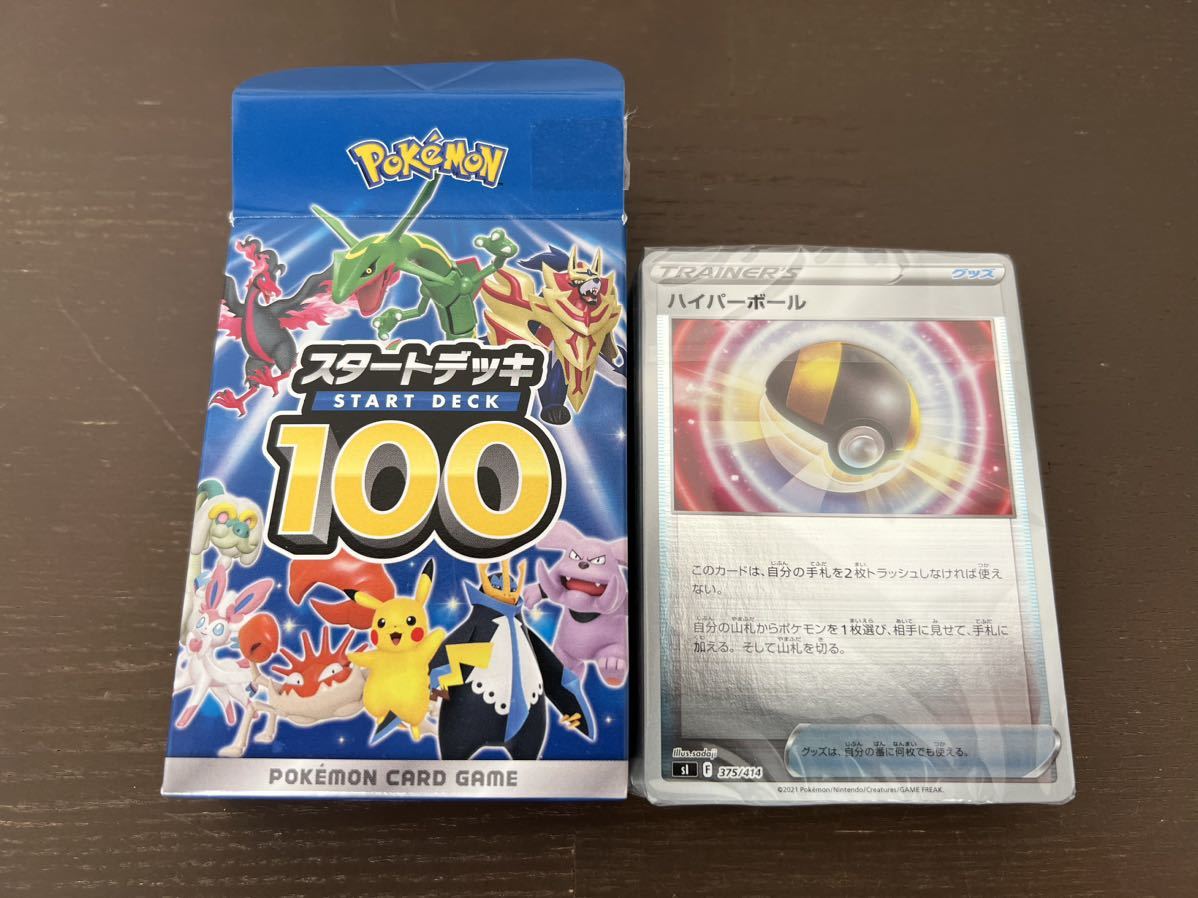 POKéMON
スタートデッキ
START DECK
100
POKÉMON CARD GAME
TRAINER'S
グッズ
ハイパーボール
このカードは、自分の手札を2枚トラッシュしなければ使え
ない。
自分の山札からポケモンを1枚選び、相手に見せて、手札に
加える。そして山札を切る。
グッズは、自分の番に何枚でも使える。
Illus.sadaji
sI F 375/414
©2021 Pokémon/Nintendo/Creatures/GAME FREAK.